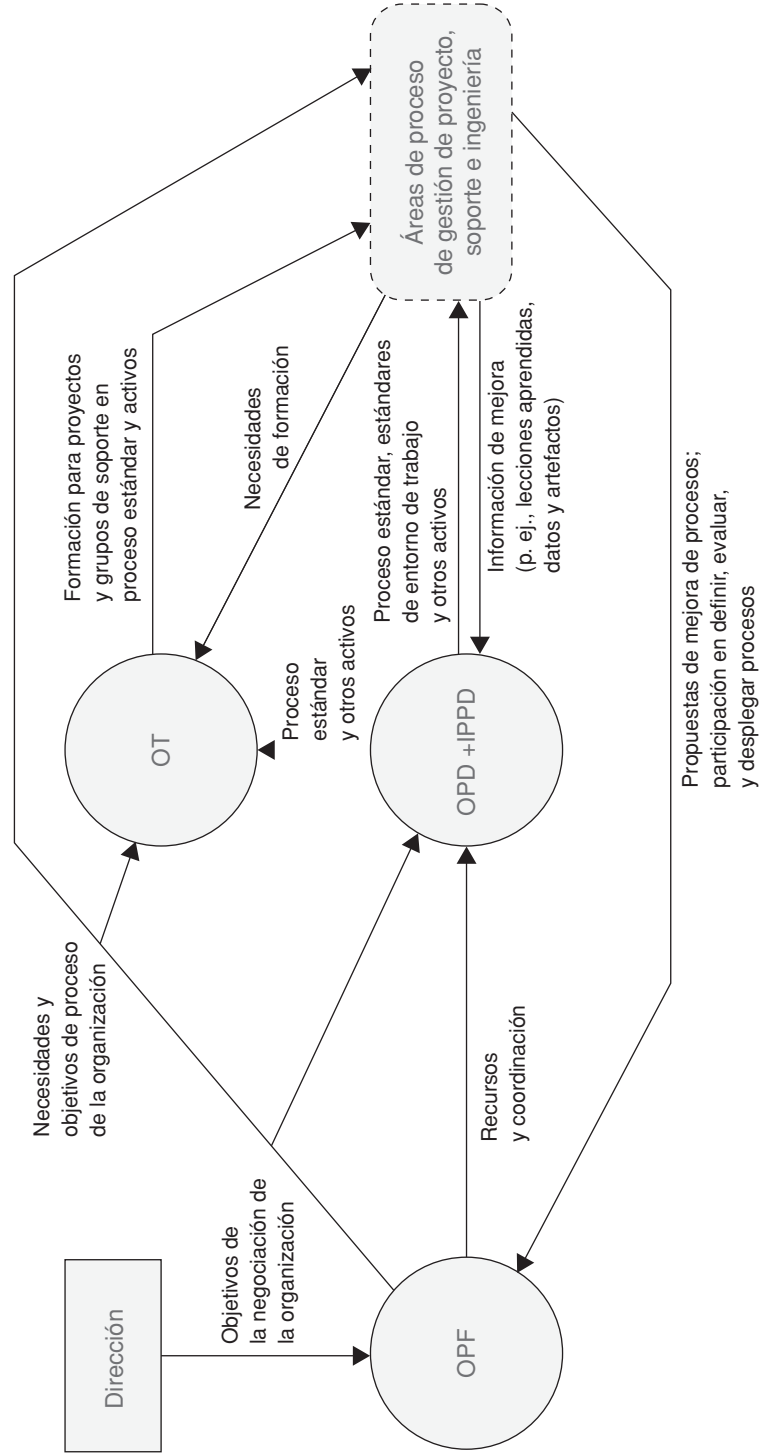 Dirección
Objetivos de
la negociación de
la organización
OPF
Necesidades y
objetivos de proceso
de la organización
Recursos
y coordinación
OT
Proceso
estándar
y otros activos
OPD +IPPD
Formación para proyectos
y grupos de soporte en
proceso estándar y activos
Necesidades
de formación
Proceso estándar, estándares
de entorno de trabajo
y otros activos
Información de mejora
(p. ej., lecciones aprendidas,
datos y artefactos)
Propuestas de mejora de procesos;
participación en definir, evaluar,
y desplegar procesos
Áreas de proceso
de gestión de proyecto,
soporte e ingeniería